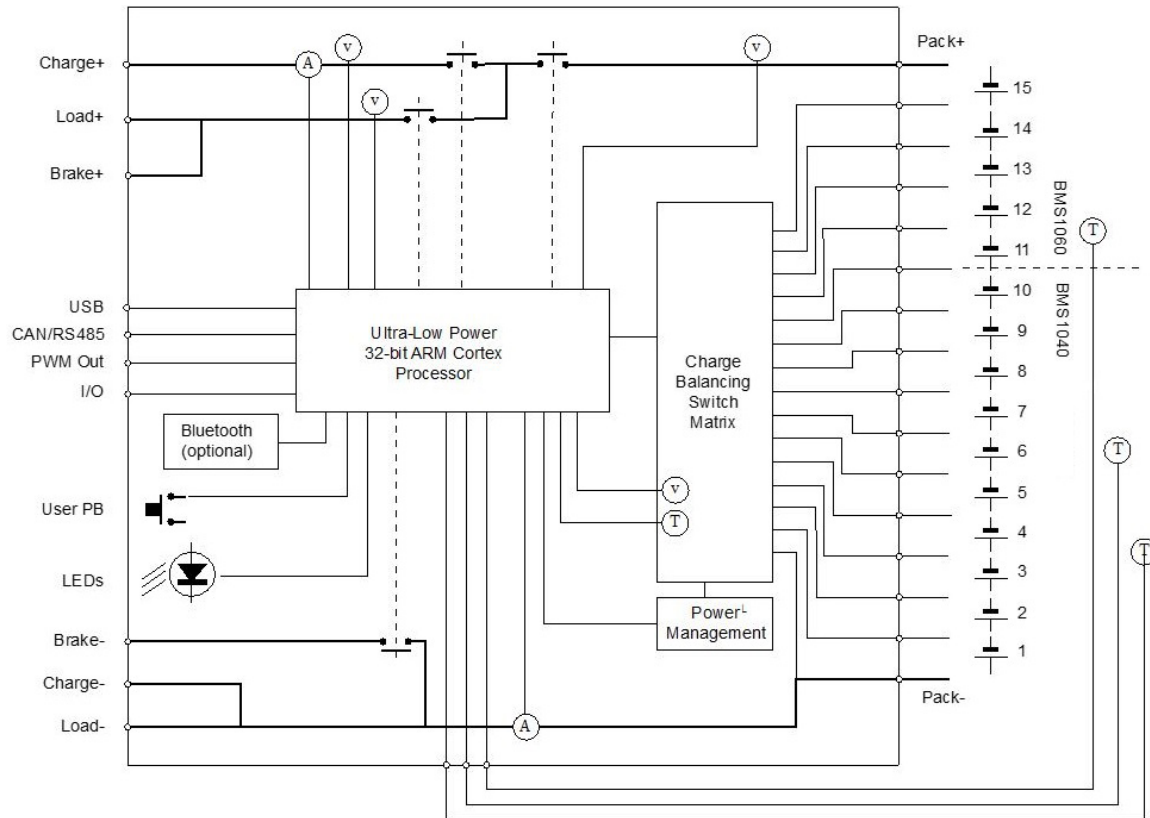 Pack+
Charge+
A
v
v
v
15
Load+
14
Brake+
13
12
BMS1060
T
11
10
BMS1040
USB
CAN/RS485
PWM Out
I/O
Ultra-Low Power
32-bit ARM Cortex
Processor
9
8
Charge
Balancing
Switch
Matrix
7
Bluetooth
(optional)
6
T
User PB
v
T
5
4
T
LEDs
3
Power└
Management
2
Brake-
1
Charge-
Pack-
Load-
A